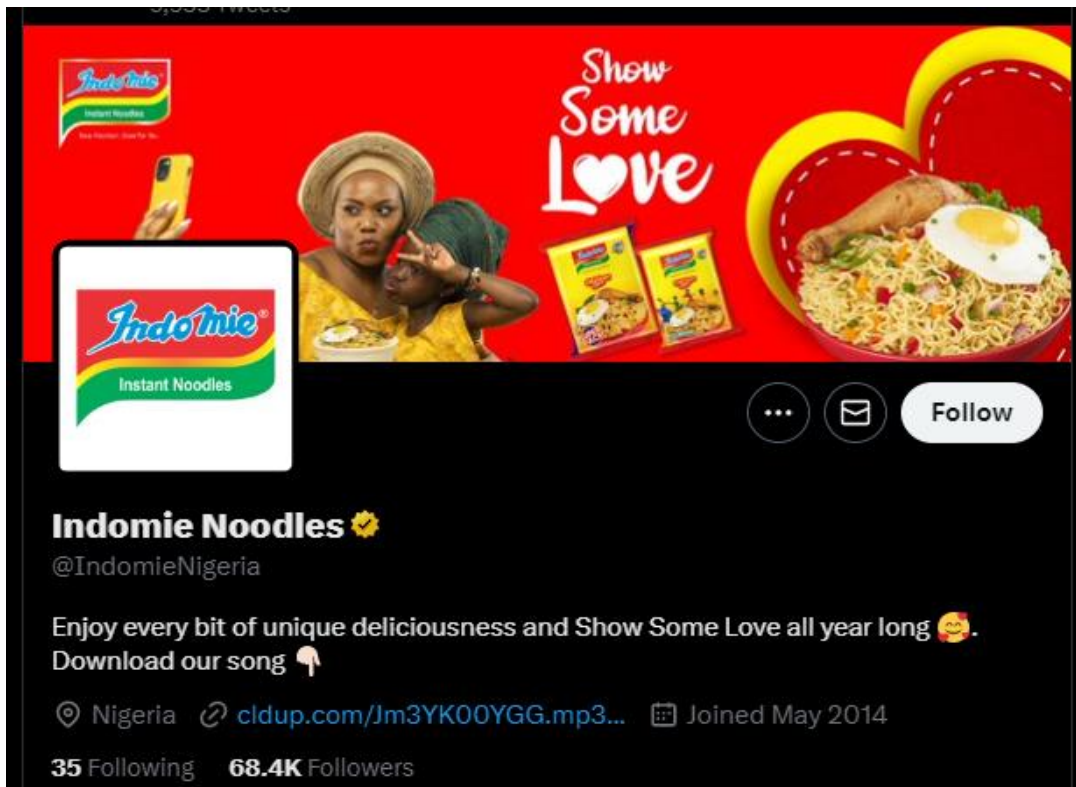 Indomie
Instant Noodles
Show
Some
Love
Indomie
Indomie
Indomie®
Instant Noodles
Follow
Indomie Noodles
@IndomieNigeria
Enjoy every bit of unique deliciousness and Show Some Love all year long 🥰.
Download our song 👇🏻
Nigeria cldup.com/Jm3YK00YGG.mp3... Joined May 2014
35 Following 68.4K Followers